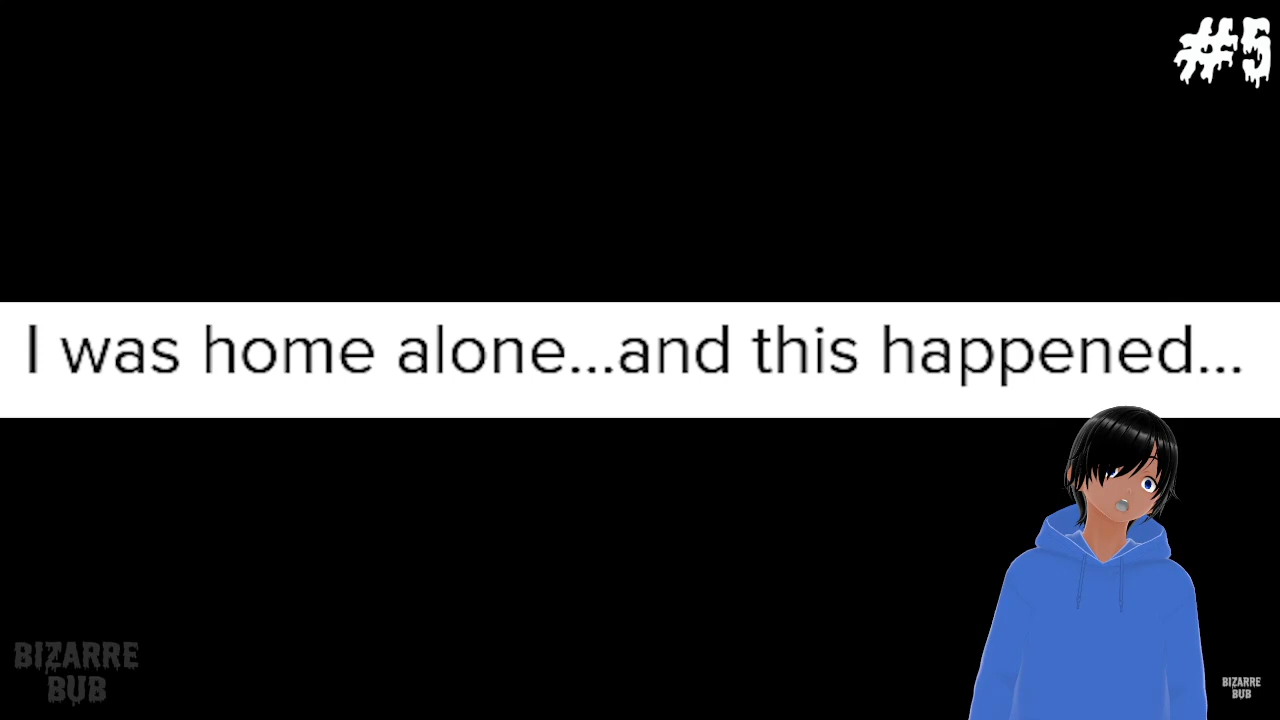 #5
I was home alone...and this happened...
BIZARRE
BUB
BIZARRE
BUB